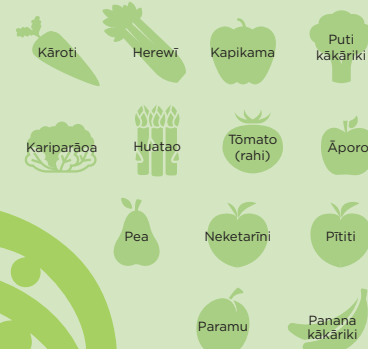 Kāroti
Herewī
Kapikama
Puti
kākāriki
Kariparāoa
Huatao
Tōmato
(rahi)
Āporo
Pea
Neketarīni
Pītiti
Paramu
Panana
kākāriki